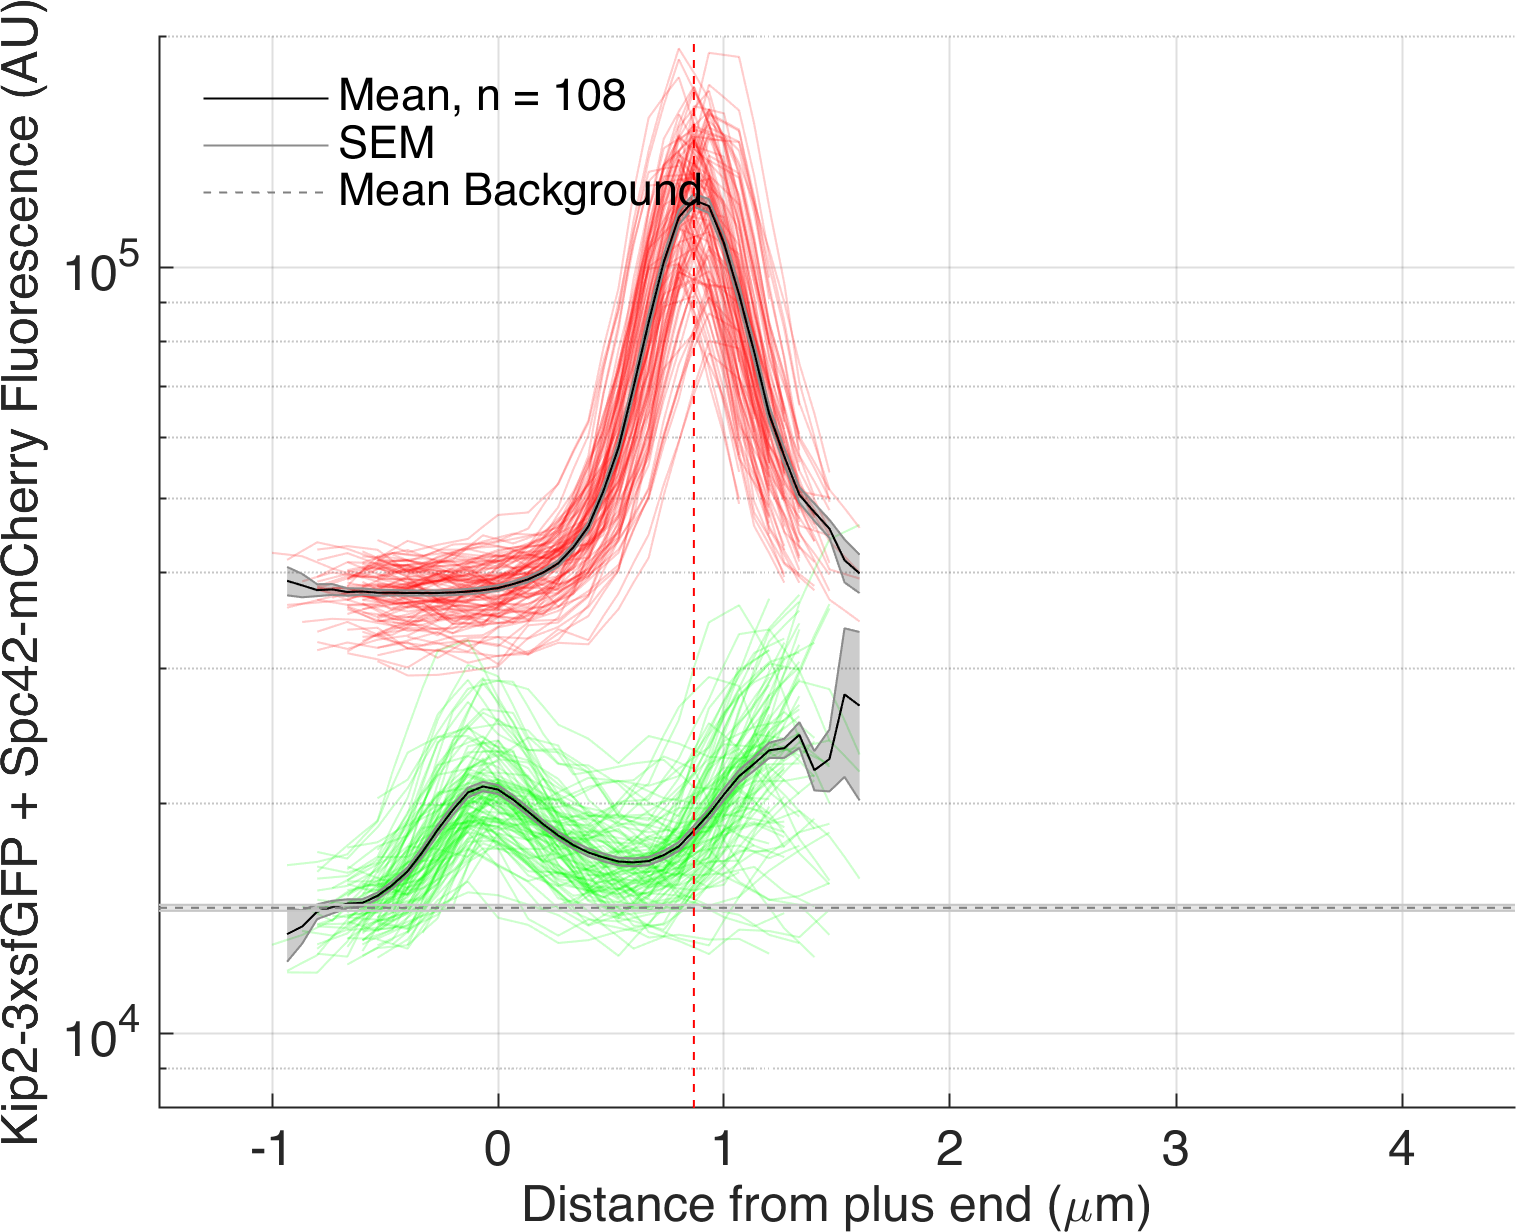 Kip2-3xsfGFP + Spc42-mCherry Fluorescence (AU)
Mean, n = 108
SEM
Mean Background
10^5
10^4
-1 0 1 2 3 4
Distance from plus end (μm)